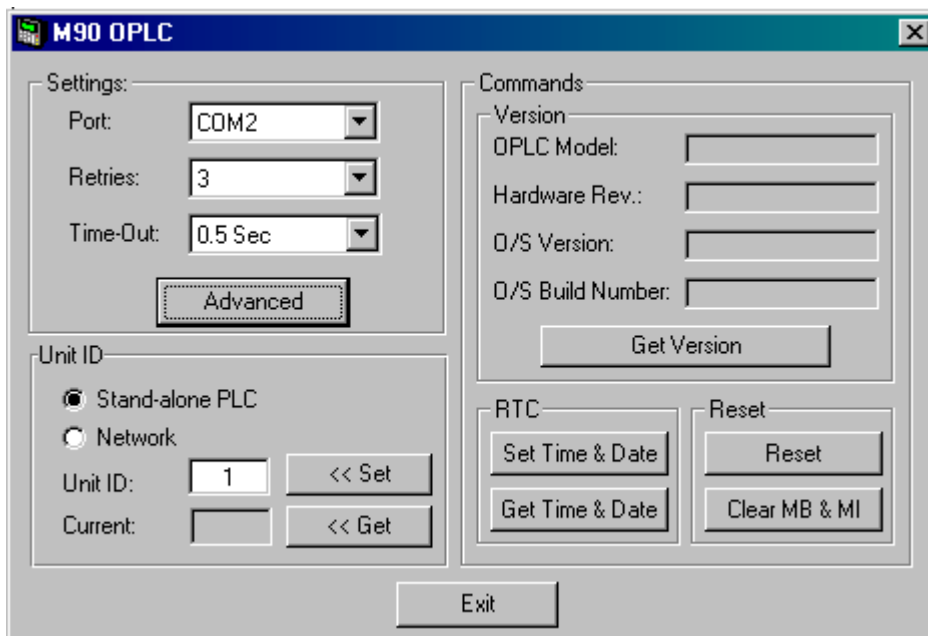 M90 OPLC
Settings:
Port: COM2
Retries: 3
Time-Out: 0.5 Sec
Advanced
Unit ID
Stand-alone PLC
Network
Unit ID: 1 << Set
Current: << Get
Commands
Version
OPLC Model:
Hardware Rev.:
O/S Version:
O/S Build Number:
Get Version
RTC
Set Time & Date
Get Time & Date
Reset
Reset
Clear MB & MI
Exit